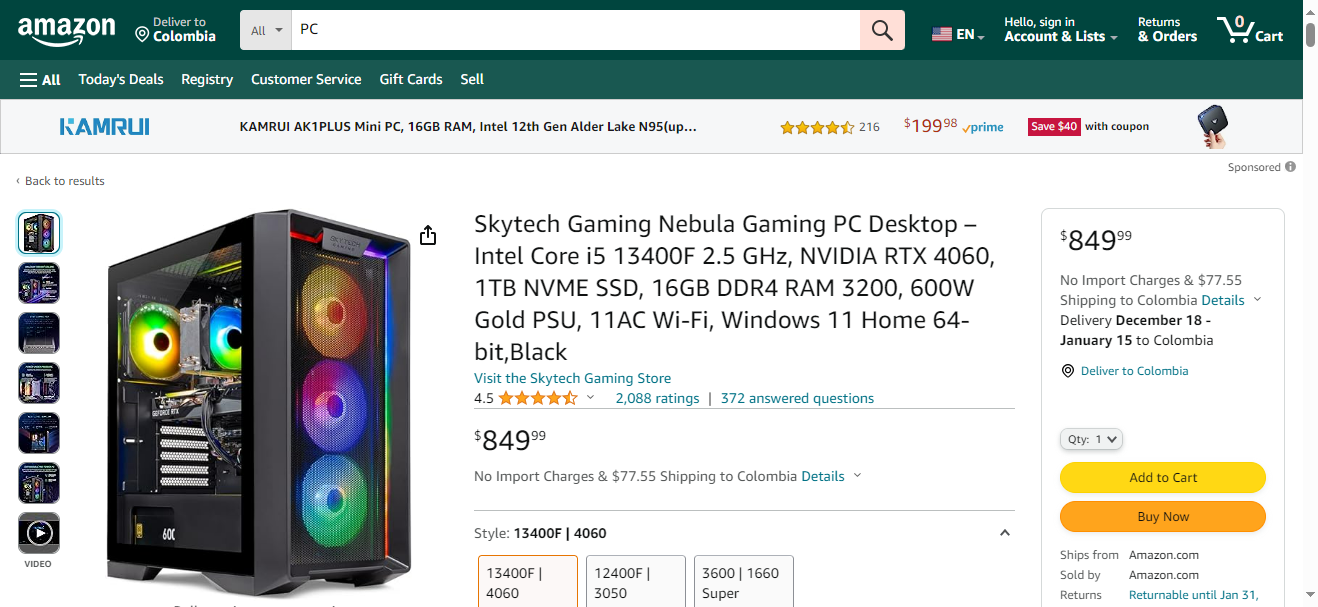 amazon
Deliver to
Colombia
All
PC
EN
Hello, sign in
Account & Lists
Returns
& Orders
0
Cart
All
Today's Deals
Registry
Customer Service
Gift Cards
Sell
KAMRUI
KAMRUI AK1PLUS Mini PC, 16GB RAM, Intel 12th Gen Alder Lake N95(up…
216
$199 98
prime
Save $40 with coupon
Sponsored
‹ Back to results
SKYTECH
GAMING
GEFORCE RTX
600
VIDEO
Skytech Gaming Nebula Gaming PC Desktop –
Intel Core i5 13400F 2.5 GHz, NVIDIA RTX 4060,
1TB NVME SSD, 16GB DDR4 RAM 3200, 600W
Gold PSU, 11AC Wi-Fi, Windows 11 Home 64-
bit,Black
Visit the Skytech Gaming Store
4.5
2,088 ratings | 372 answered questions
$849 99
No Import Charges & $77.55 Shipping to Colombia Details
Style: 13400F | 4060
13400F |
4060
12400F |
3050
3600 | 1660
Super
$849 99
No Import Charges & $77.55
Shipping to Colombia Details
Delivery December 18 -
January 15 to Colombia
Deliver to Colombia
Qty: 1
Add to Cart
Buy Now
Ships from Amazon.com
Sold by Amazon.com
Returns Returnable until Jan 31,